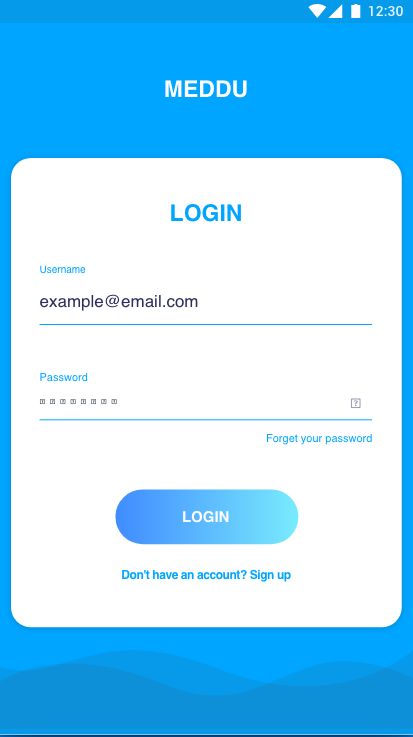 12:30
MEDDU
LOGIN
Username
example@email.com
Password
Forget your password
LOGIN
Don't have an account? Sign up